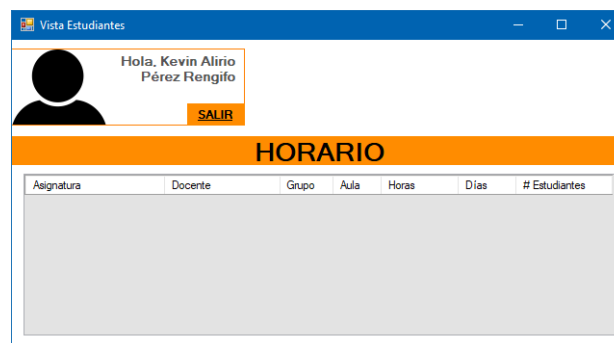 Vista Estudiantes
Hola, Kevin Alirio
Pérez Rengifo
SALIR
HORARIO
Asignatura Docente Grupo Aula Horas Días # Estudiantes